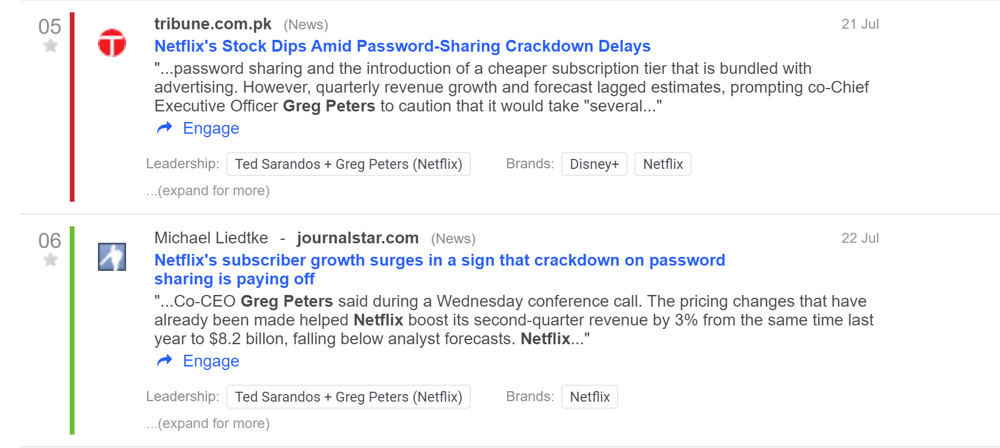 05
tribune.com.pk (News)
21 Jul
Netflix's Stock Dips Amid Password-Sharing Crackdown Delays
"...password sharing and the introduction of a cheaper subscription tier that is bundled with
advertising. However, quarterly revenue growth and forecast lagged estimates, prompting co-Chief
Executive Officer Greg Peters to caution that it would take "several..."
Engage
Leadership: Ted Sarandos + Greg Peters (Netflix) Brands: Disney+ Netflix
...(expand for more)
06
Michael Liedtke - journalstar.com (News)
22 Jul
Netflix's subscriber growth surges in a sign that crackdown on password
sharing is paying off
"...Co-CEO Greg Peters said during a Wednesday conference call. The pricing changes that have
already been made helped Netflix boost its second-quarter revenue by 3% from the same time last
year to $8.2 billon, falling below analyst forecasts. Netflix..."
Engage
Leadership: Ted Sarandos + Greg Peters (Netflix) Brands: Netflix
...(expand for more)